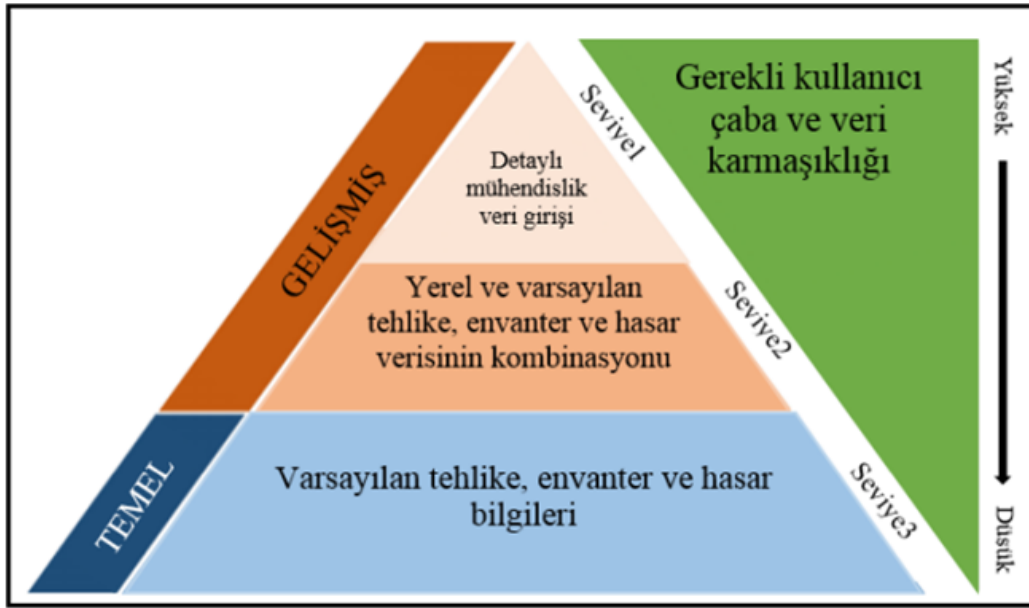 GELİŞMİŞ
TEMEL
Detaylı
mühendislik
veri girişi
Yerel ve varsayılan
tehlike, envanter ve hasar
verisinin kombinasyonu
Varsayılan tehlike, envanter ve hasar
bilgileri
Seviye1
Seviye2
Seviye3
Gerekli kullanıcı
çaba ve veri
karmaşıklığı
Yüksek
Düsük